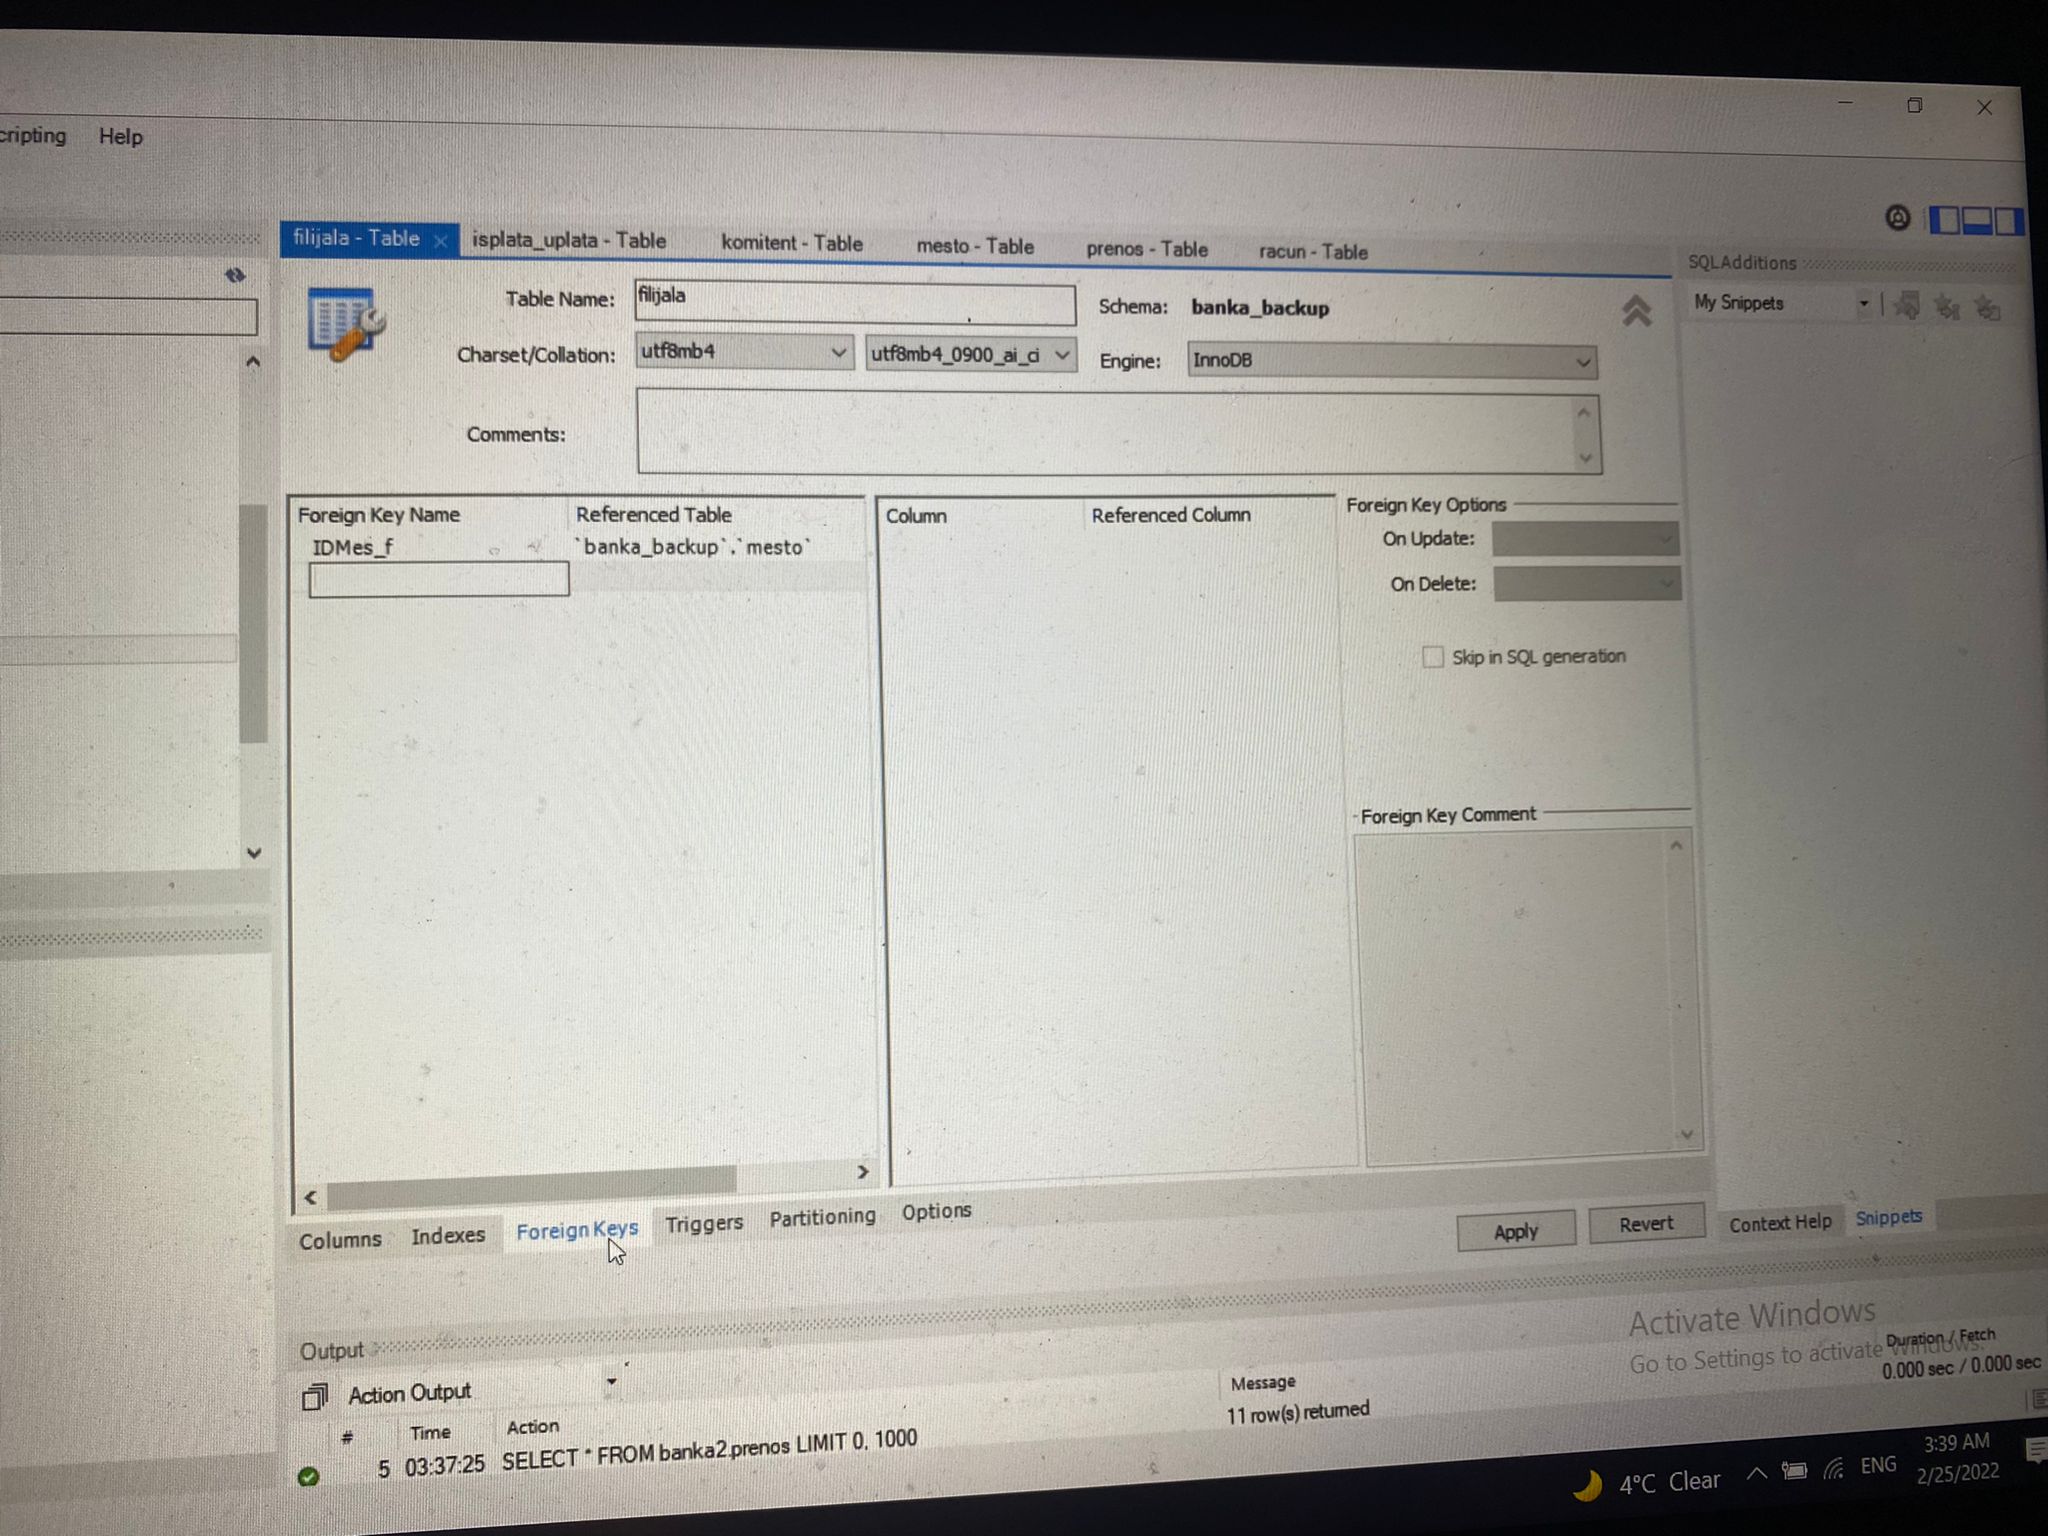 cripting Help
filijala - Table isplata_uplata - Table komitent - Table mesto - Table prenos - Table racun - Table
SQLAdditions
Table Name: filijala Schema: banka_backup
My Snippets
Charset/Collation: utf8mb4 utf8mb4_0900_ai_ci Engine: InnoDB
Comments:
Foreign Key Name Referenced Table Column Referenced Column Foreign Key Options
IDMes_f `banka_backup`.`mesto` On Update:
On Delete:
Skip in SQL generation
Foreign Key Comment
Columns Indexes Foreign Keys Triggers Partitioning Options Apply Revert Context Help Snippets
Activate Windows
Go to Settings to activate Windows.
Output
Action Output
# Time Action Message Duration / Fetch
5 03:37:25 SELECT * FROM banka2.prenos LIMIT 0, 1000 11 row(s) returned 0.000 sec / 0.000 sec
4°C Clear ENG 3:39 AM
2/25/2022